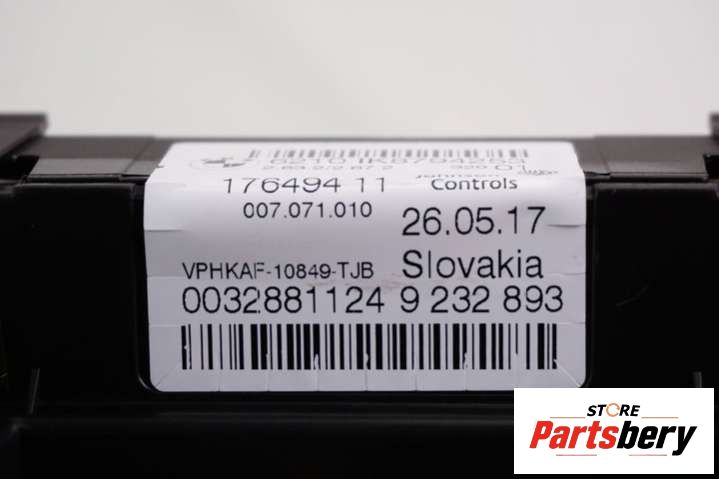 176494 11
Controls
007.071.010
26.05.17
VPHKAF-10849-TJB
Slovakia
0032881124 9 232 893
STORE
Partsbery